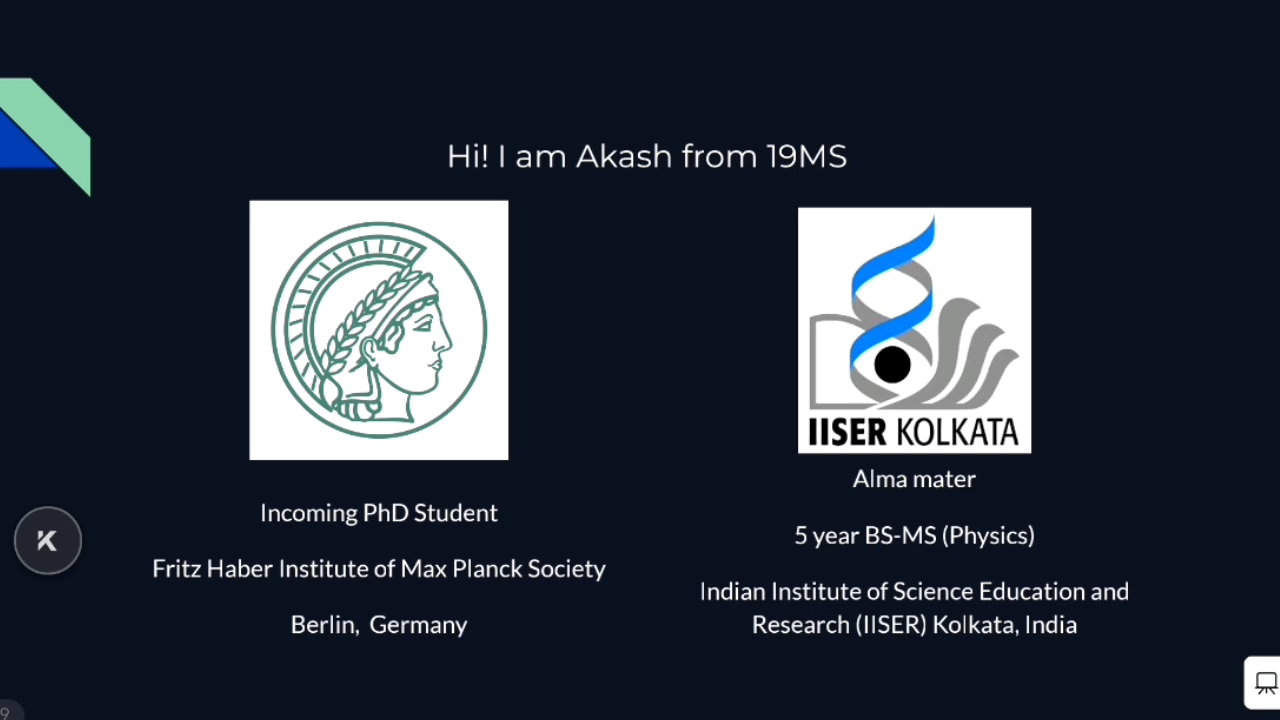 Hi! I am Akash from 19MS
IISER KOLKATA
Incoming PhD Student
Fritz Haber Institute of Max Planck Society
Berlin, Germany
Alma mater
5 year BS-MS (Physics)
Indian Institute of Science Education and
Research (IISER) Kolkata, India
K
9